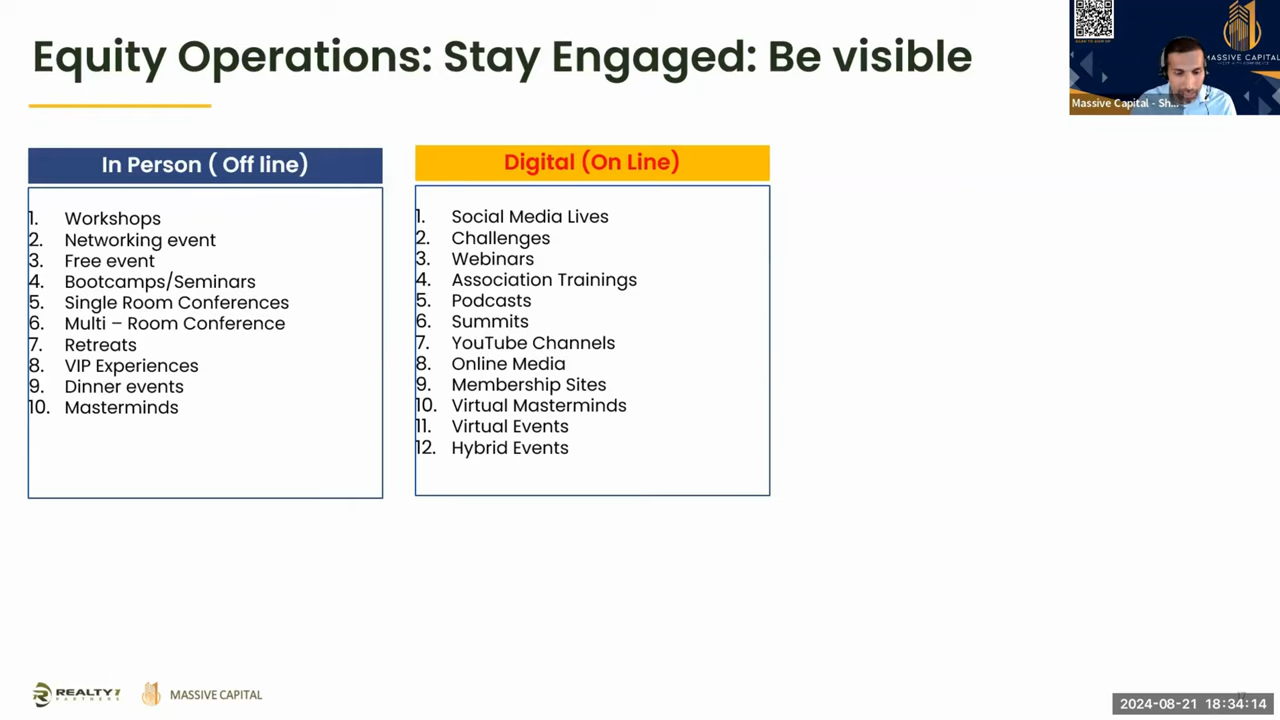 Equity Operations: Stay Engaged: Be visible
MASSIVE CAPITAL
Massive Capital - Sh...
In Person ( Off line)
1. Workshops
2. Networking event
3. Free event
4. Bootcamps/Seminars
5. Single Room Conferences
6. Multi – Room Conference
7. Retreats
8. VIP Experiences
9. Dinner events
10. Masterminds
Digital (On Line)
1. Social Media Lives
2. Challenges
3. Webinars
4. Association Trainings
5. Podcasts
6. Summits
7. YouTube Channels
8. Online Media
9. Membership Sites
10. Virtual Masterminds
11. Virtual Events
12. Hybrid Events
REALTY
PARTNERS
MASSIVE CAPITAL
2024-08-21 18:34:14